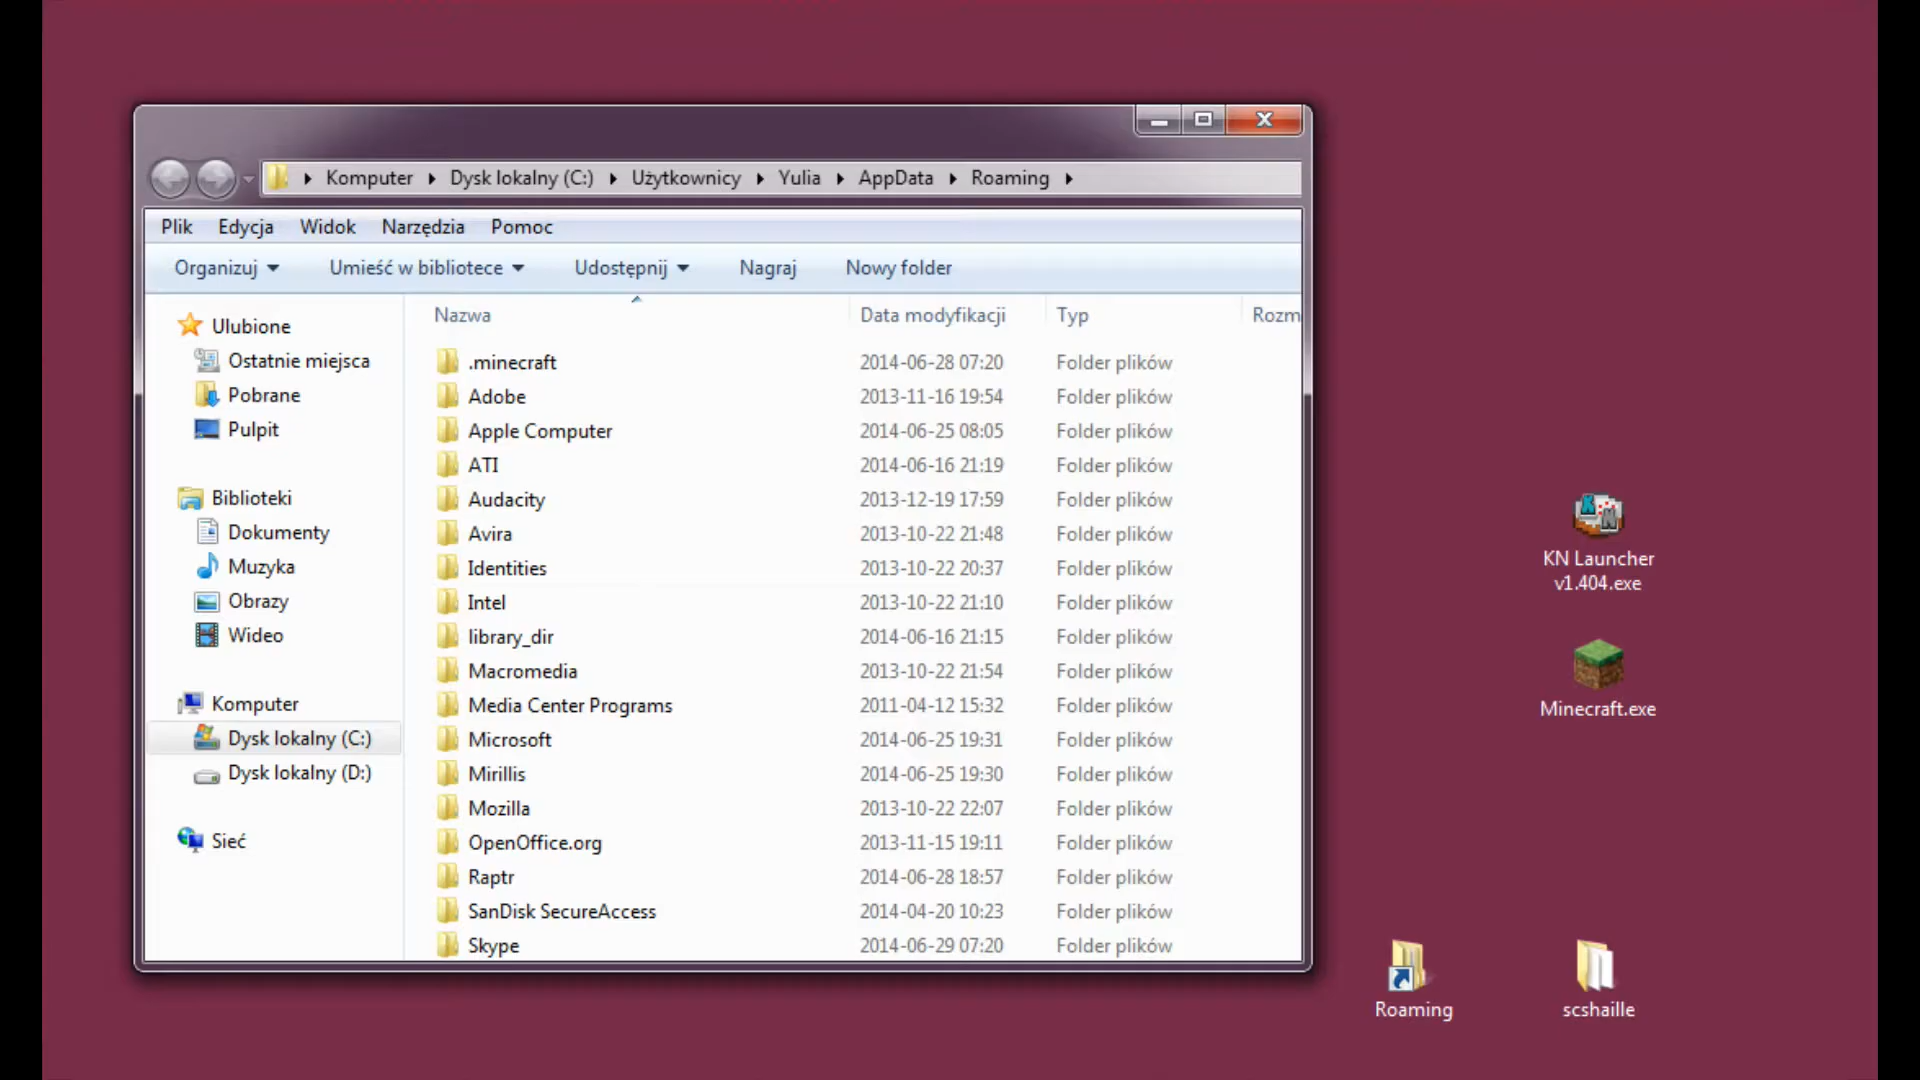 Komputer Dysk lokalny (C:) Użytkownicy Yulia AppData Roaming
Plik Edycja Widok Narzędzia Pomoc
Organizuj Umieść w bibliotece Udostępnij Nagraj Nowy folder
Ulubione
Ostatnie miejsca
Pobrane
Pulpit
Biblioteki
Dokumenty
Muzyka
Obrazy
Wideo
Komputer
Dysk lokalny (C:)
Dysk lokalny (D:)
Sieć
Nazwa Data modyfikacji Typ Rozm
.minecraft 2014-06-28 07:20 Folder plików
Adobe 2013-11-16 19:54 Folder plików
Apple Computer 2014-06-25 08:05 Folder plików
ATI 2014-06-16 21:19 Folder plików
Audacity 2013-12-19 17:59 Folder plików
Avira 2013-10-22 21:48 Folder plików
Identities 2013-10-22 20:37 Folder plików
Intel 2013-10-22 21:10 Folder plików
library_dir 2014-06-16 21:15 Folder plików
Macromedia 2013-10-22 21:54 Folder plików
Media Center Programs 2011-04-12 15:32 Folder plików
Microsoft 2014-06-25 19:31 Folder plików
Mirillis 2014-06-25 19:30 Folder plików
Mozilla 2013-10-22 22:07 Folder plików
OpenOffice.org 2013-11-15 19:11 Folder plików
Raptr 2014-06-28 18:57 Folder plików
SanDisk SecureAccess 2014-04-20 10:23 Folder plików
Skype 2014-06-29 07:20 Folder plików
KN Launcher
v1.404.exe
Minecraft.exe
Roaming
scshaille